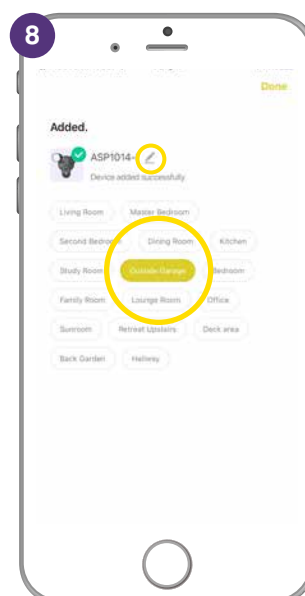 8
Done
Added.
ASP1014-
Device added successfully
Living Room Master Bedroom
Second Bedroom Dining Room Kitchen
Study Room Outside Garage Bedroom
Family Room Lounge Room Office
Sunroom Retreat Upstairs Deck area
Back Garden Hallway